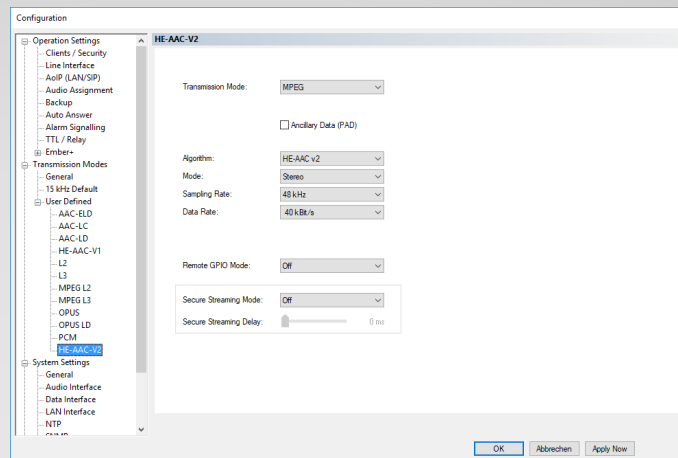 Configuration
Operation Settings
Clients / Security
Line Interface
AoIP (LAN/SIP)
Audio Assignment
Backup
Auto Answer
Alarm Signalling
TTL / Relay
Ember+
Transmission Modes
General
15 kHz Default
User Defined
AAC-ELD
AAC-LC
AAC-LD
HE-AAC-V1
L2
L3
MPEG L2
MPEG L3
OPUS
OPUS LD
PCM
HE-AAC-V2
System Settings
General
Audio Interface
Data Interface
LAN Interface
NTP
HE-AAC-V2
Transmission Mode: MPEG
Ancillary Data (PAD)
Algorithm: HE-AAC v2
Mode: Stereo
Sampling Rate: 48 kHz
Data Rate: 40 kBit/s
Remote GPIO Mode: Off
Secure Streaming Mode: Off
Secure Streaming Delay: 0 ms
OK Abbrechen Apply Now